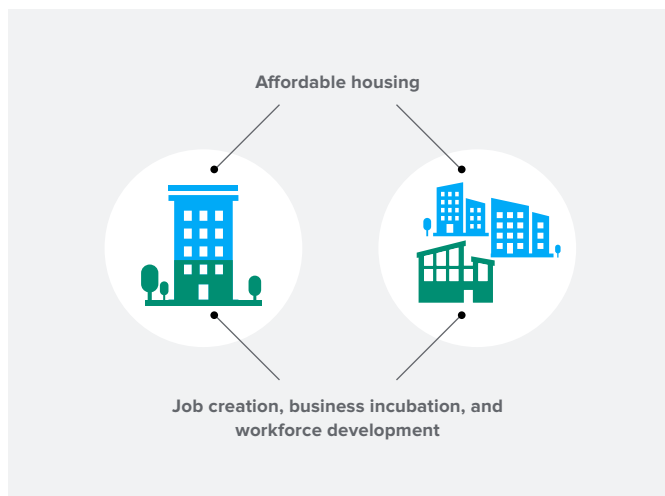 Affordable housing
Job creation, business incubation, and
workforce development